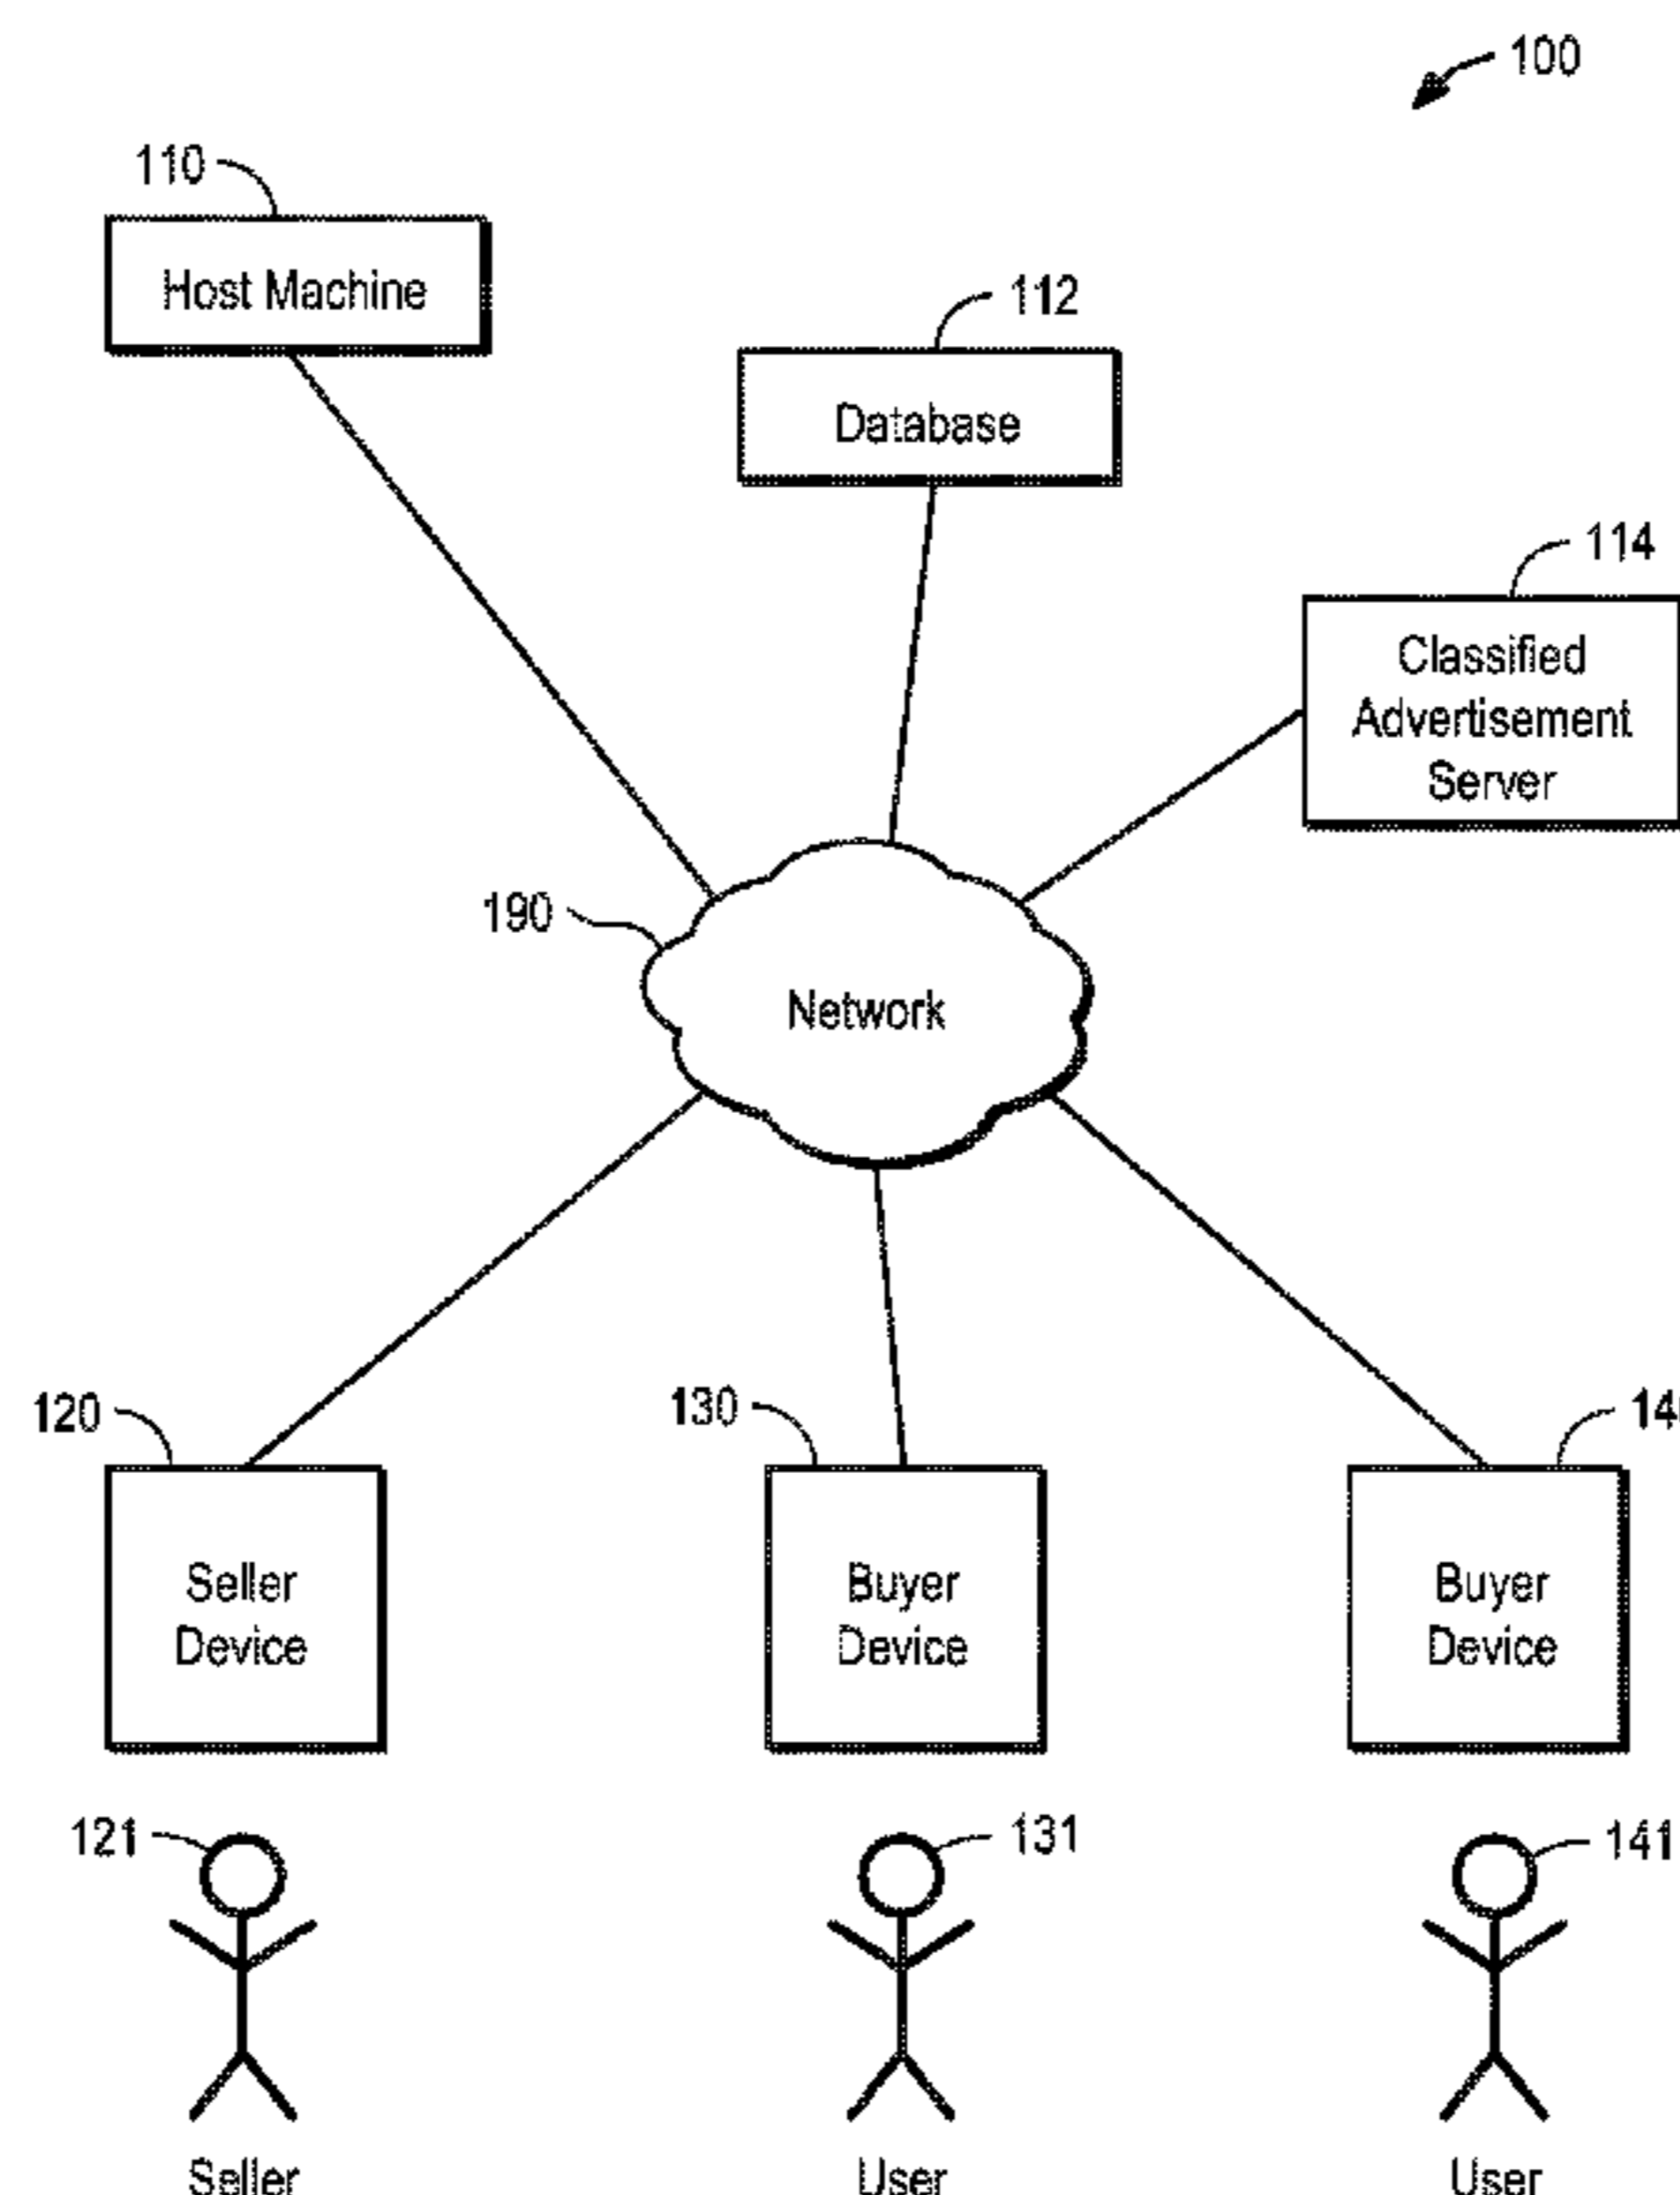 100
110
Host Machine
112
Database
114
Classified
Advertisement
Server
190
Network
120
130
14
Seller
Device
Buyer
Device
Buyer
Device
121
131
141
Seller
User
User